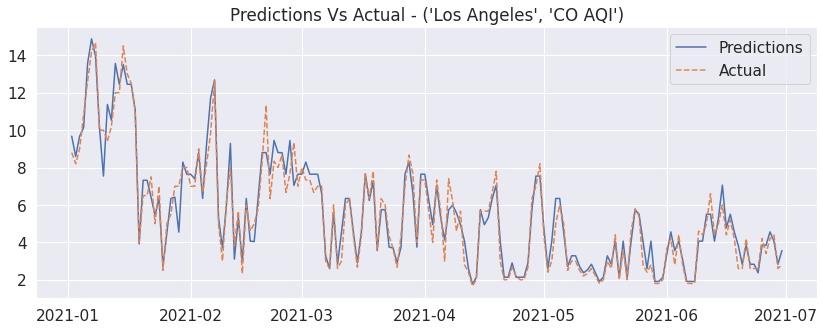 Predictions Vs Actual - ('Los Angeles', 'CO AQI')
Predictions
Actual
14
12
10
8
6
4
2
2021-01 2021-02 2021-03 2021-04 2021-05 2021-06 2021-07